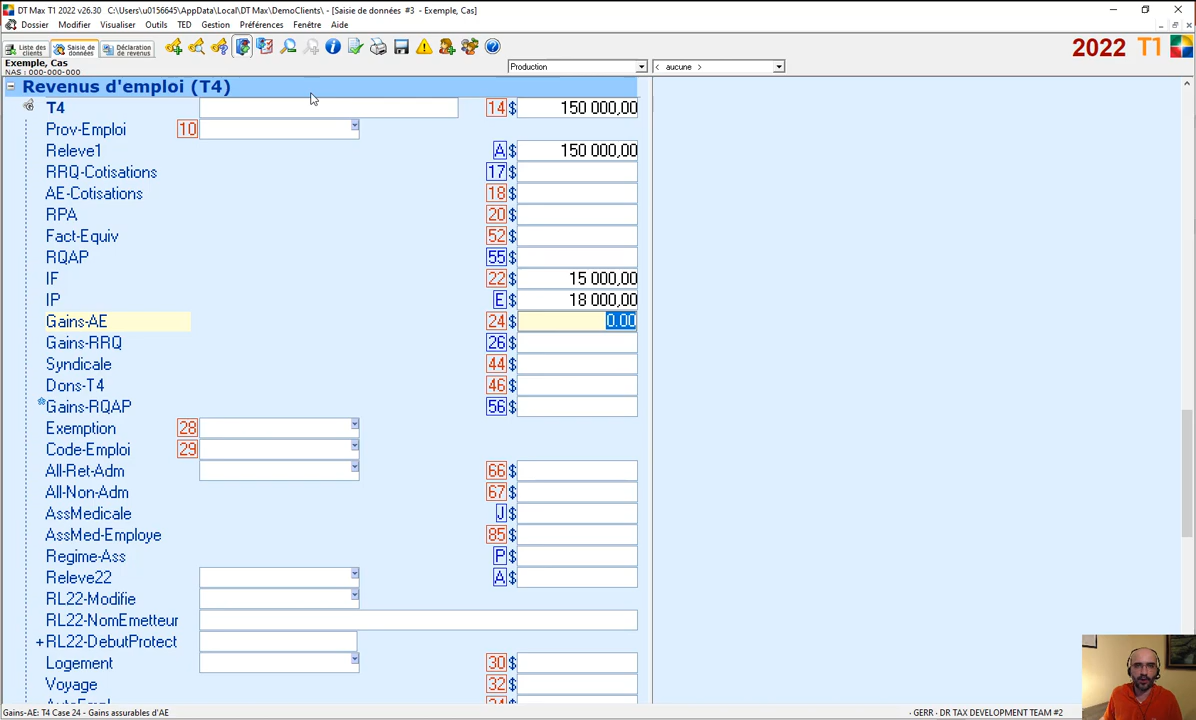 DT Max T1 2022 v26.30 C:\Users\u0156645\AppData\Local\DT Max\DemoClients\ - [Saisie de données #3 - Exemple, Cas]
Dossier Modifier Visualiser Outils TED Gestion Préférences Fenêtre Aide
Liste des clients Saisie de données Déclaration de revenus 2022 T1
Exemple, Cas
NAS : 000-000-000
Production < aucune >
Revenus d'emploi (T4)
T4 14 $ 150 000,00
Prov-Emploi 10
Releve1 A $ 150 000,00
RRQ-Cotisations 17 $
AE-Cotisations 18 $
RPA 20 $
Fact-Equiv 52 $
RQAP 55 $
IF 22 $ 15 000,00
IP E $ 18 000,00
Gains-AE 24 $ 0.00
Gains-RRQ 26 $
Syndicale 44 $
Dons-T4 46 $
*Gains-RQAP 56 $
Exemption 28
Code-Emploi 29
All-Ret-Adm 66 $
All-Non-Adm 67 $
AssMedicale J $
AssMed-Employe 85 $
Regime-Ass P $
Releve22 A $
RL22-Modifie
RL22-NomEmetteur
+RL22-DebutProtect
Logement 30 $
Voyage 32 $
Gains-AE: T4 Case 24 - Gains assurables d'AE - GERR - DR TAX DEVELOPMENT TEAM #2